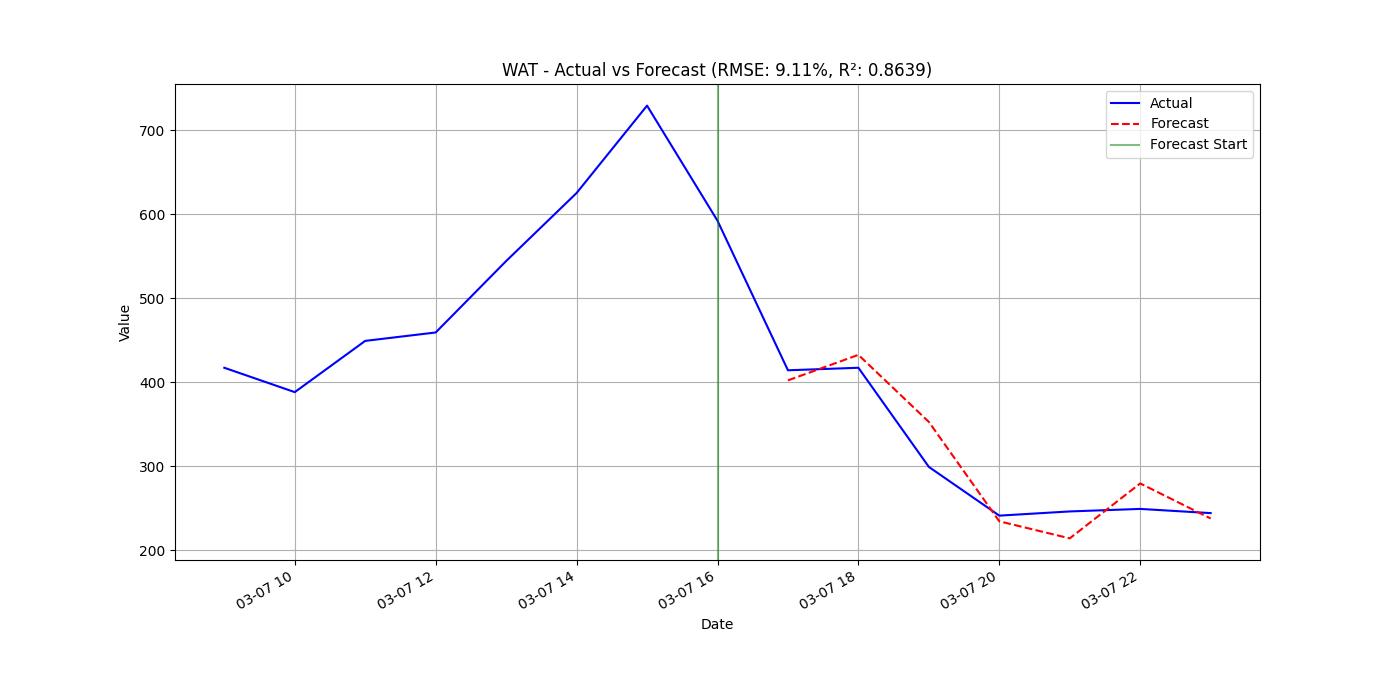 WAT - Actual vs Forecast (RMSE: 9.11%, R²: 0.8639)
Actual
Forecast
Forecast Start
Value
700
600
500
400
300
200
03-07 10
03-07 12
03-07 14
03-07 16
03-07 18
03-07 20
03-07 22
Date